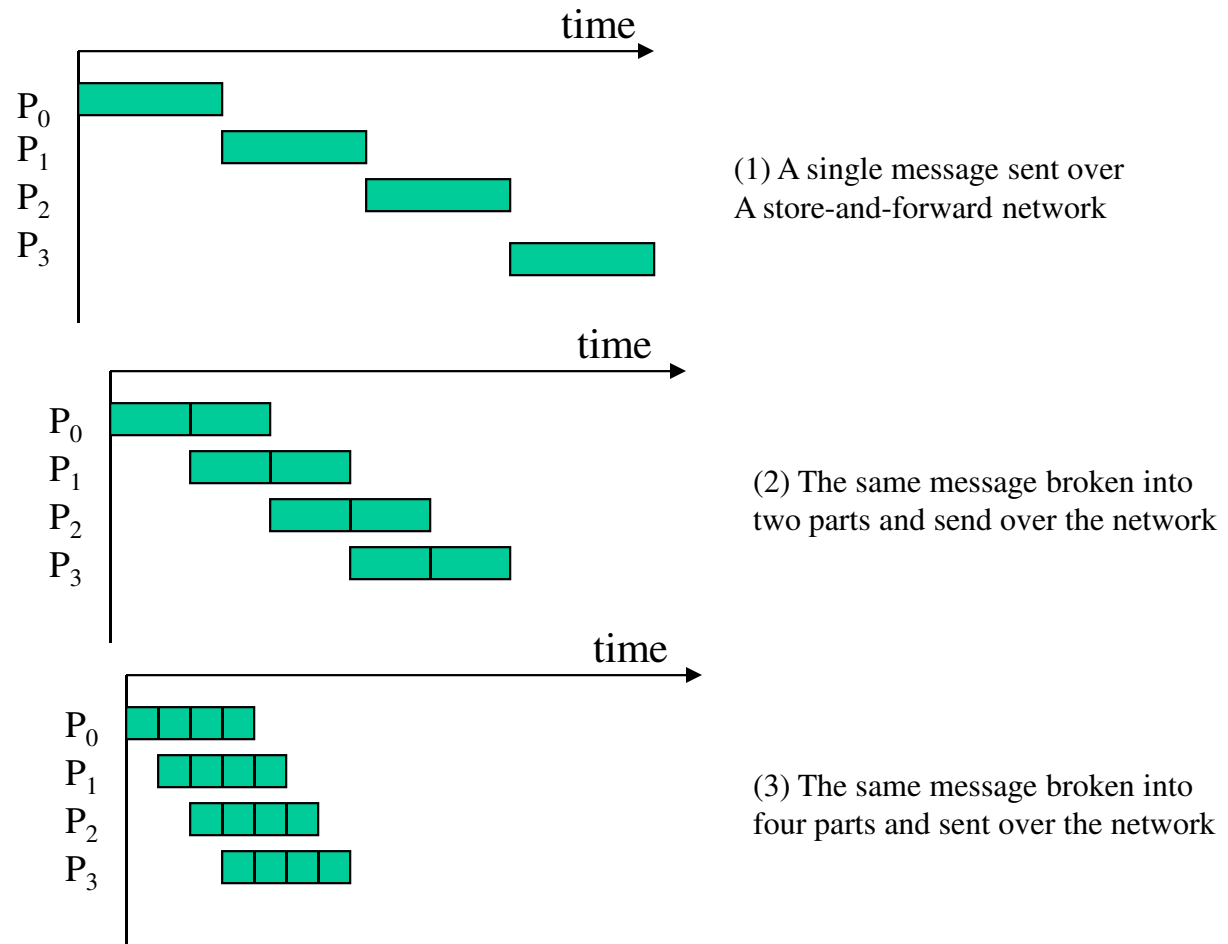 time
P0
P1
P2
P3
(1) A single message sent over
A store-and-forward network
time
P0
P1
P2
P3
(2) The same message broken into
two parts and send over the network
time
P0
P1
P2
P3
(3) The same message broken into
four parts and sent over the network